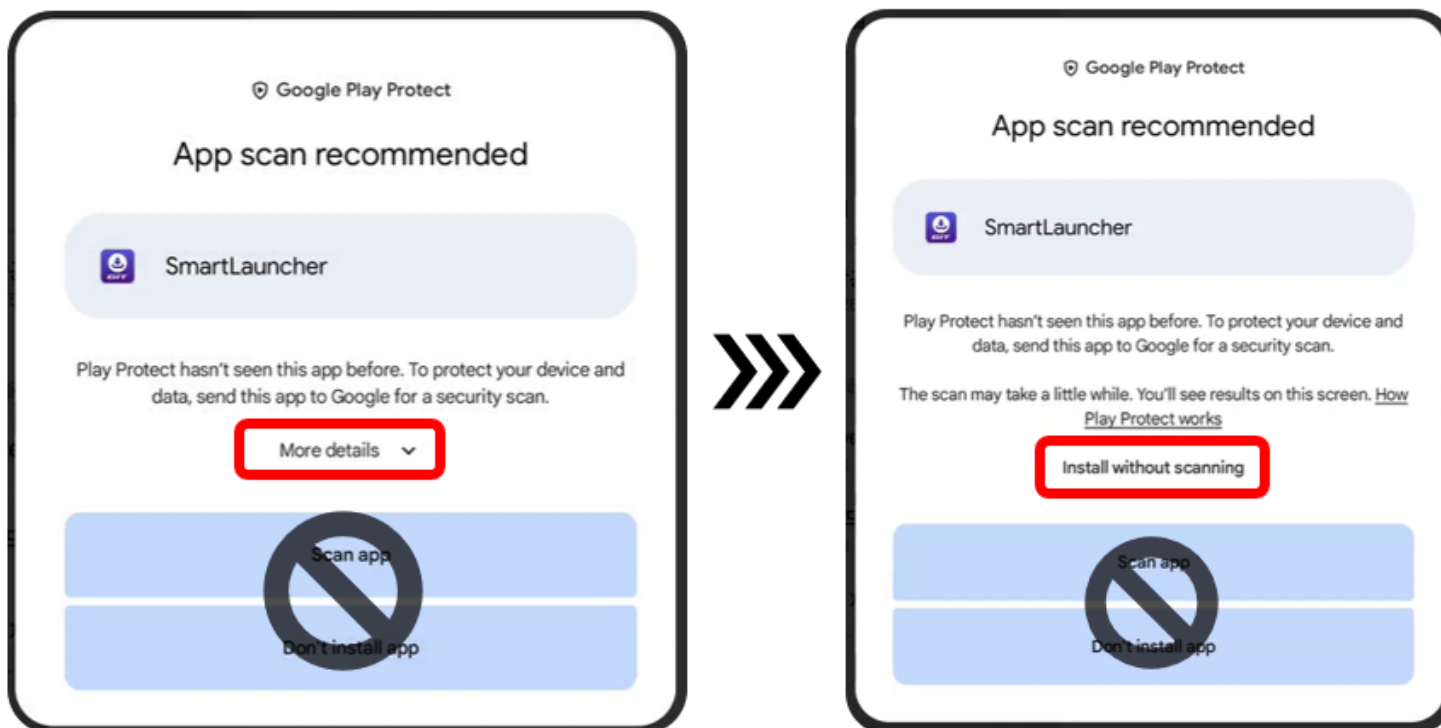 Google Play Protect
App scan recommended
SmartLauncher
Play Protect hasn't seen this app before. To protect your device and
data, send this app to Google for a security scan.
More details
Scan app
Don't install app
Google Play Protect
App scan recommended
SmartLauncher
Play Protect hasn't seen this app before. To protect your device and
data, send this app to Google for a security scan.
The scan may take a little while. You'll see results on this screen. How
Play Protect works
Install without scanning
Scan app
Don't install app